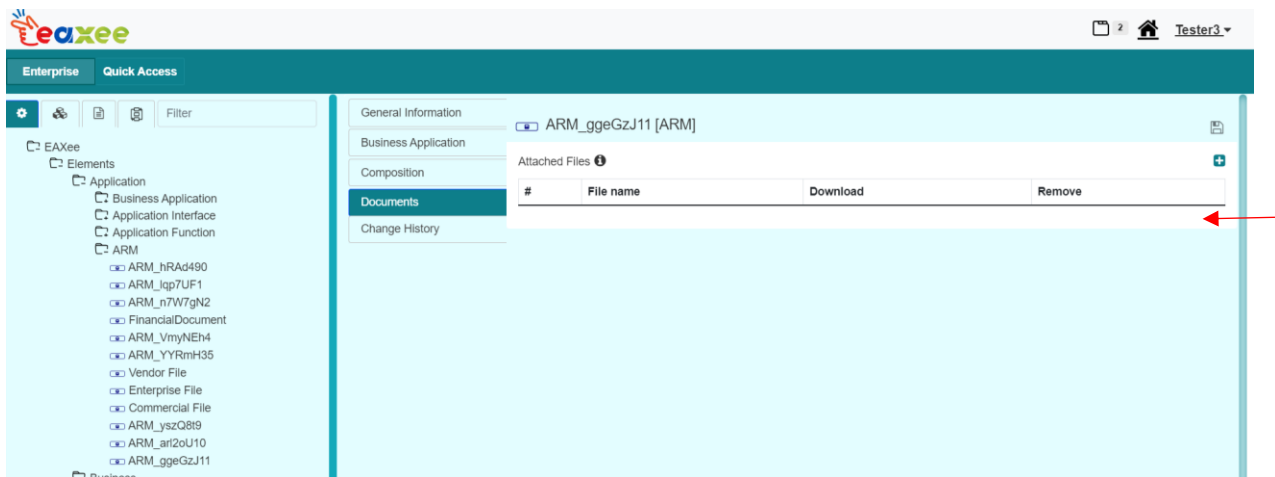 eaxee
2
Tester3
Enterprise Quick Access
Filter
EAXee
Elements
Application
Business Application
Application Interface
Application Function
ARM
ARM_hRAd490
ARM_lqp7UF1
ARM_n7W7gN2
FinancialDocument
ARM_VmyNEh4
ARM_YYRmH35
Vendor File
Enterprise File
Commercial File
ARM_yszQ8t9
ARM_arl2oU10
ARM_ggeGzJ11
Business
General Information
Business Application
Composition
Documents
Change History
ARM_ggeGzJ11 [ARM]
Attached Files
# File name Download Remove